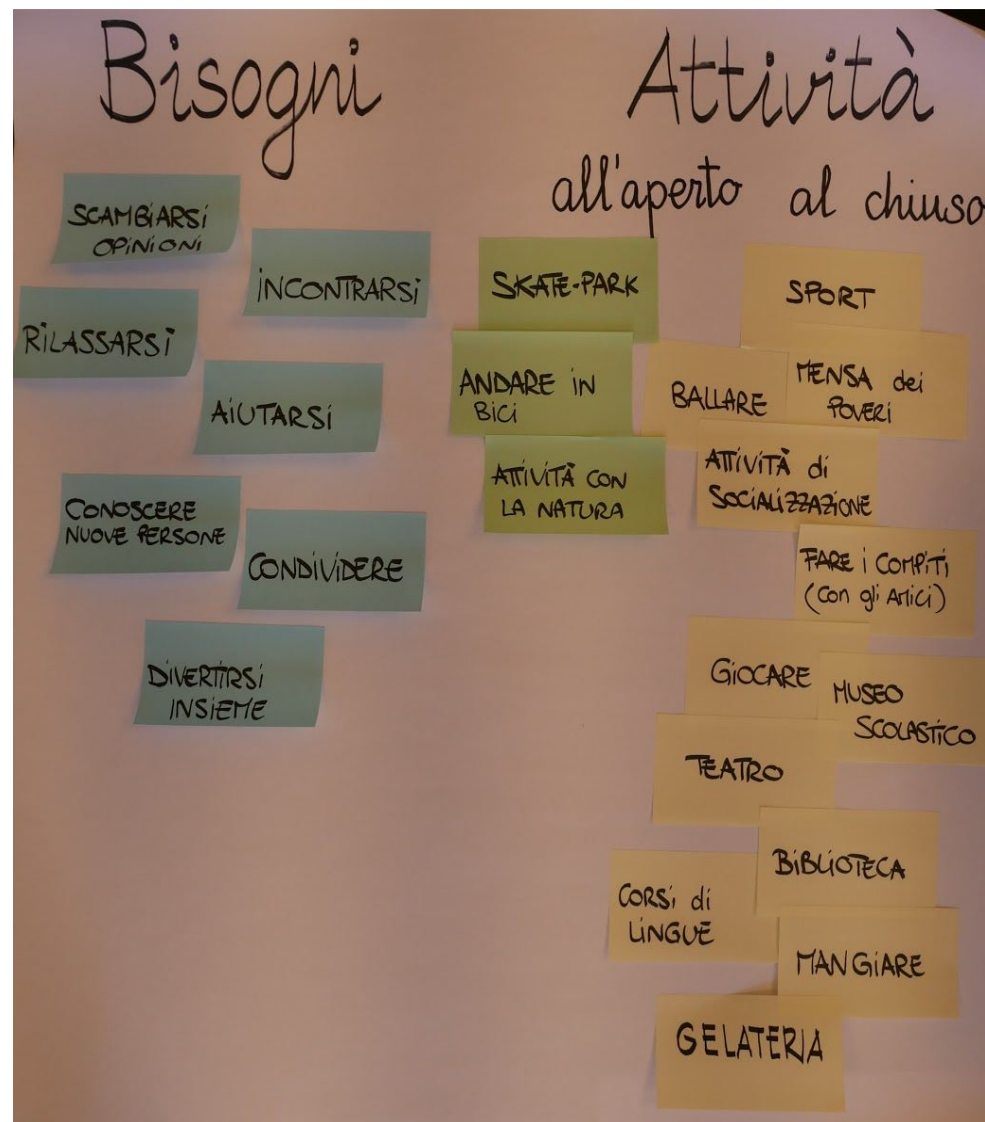 Bisogni
SCAMBiARSi
OPiNiONi
iNCONTRARSi
RiLASSARSi
AiUTARSi
CONOSCERE
NUOVE PERSONE
CONDiViDERE
DiVERTiRSi
INSiEME
Attività
all'aperto al chiuso
SKATE-PARK
ANDARE iN
BiCi
ATTiViTÀ CON
LA NATURA
SPORT
BALLARE
MENSA dei
POVERi
ATTiViTÀ di
SOCiALiZZAZiONE
FARE i COMPiTi
(con gli AMiCi)
GiOCARE
MUSEO
SCOLASTiCO
TEATRO
BiBLiOTECA
CORSi di
LiNGUE
MANGiARE
GELATERIA